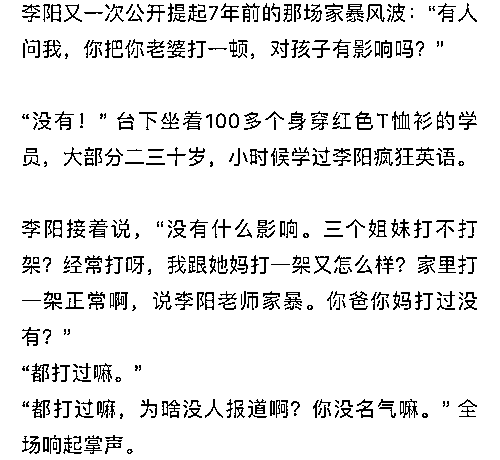 李阳又一次公开提起7年前的那场家暴风波：“有人
问我，你把你老婆打一顿，对孩子有影响吗？”
“没有！”台下坐着100多个身穿红色T恤衫的学
员，大部分二三十岁，小时候学过李阳疯狂英语。
李阳接着说，“没有什么影响。三个姐妹打不打
架？经常打呀，我跟她妈打一架又怎么样？家里打
一架正常啊，说李阳老师家暴。你爸你妈打过没
有？”
“都打过嘛。”
“都打过嘛，为啥没人报道啊？你没名气嘛。”全
场响起掌声。